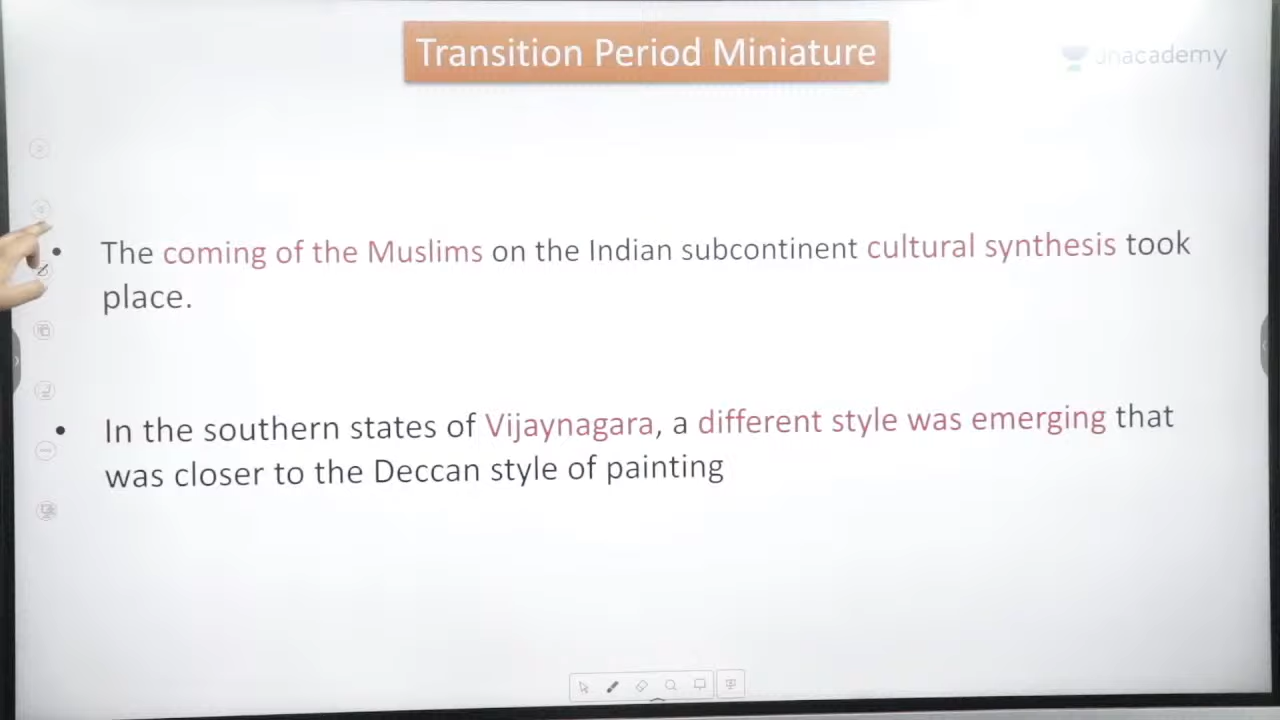 Transition Period Miniature
unacademy
• The coming of the Muslims on the Indian subcontinent cultural synthesis took
place.
• In the southern states of Vijaynagara, a different style was emerging that
was closer to the Deccan style of painting